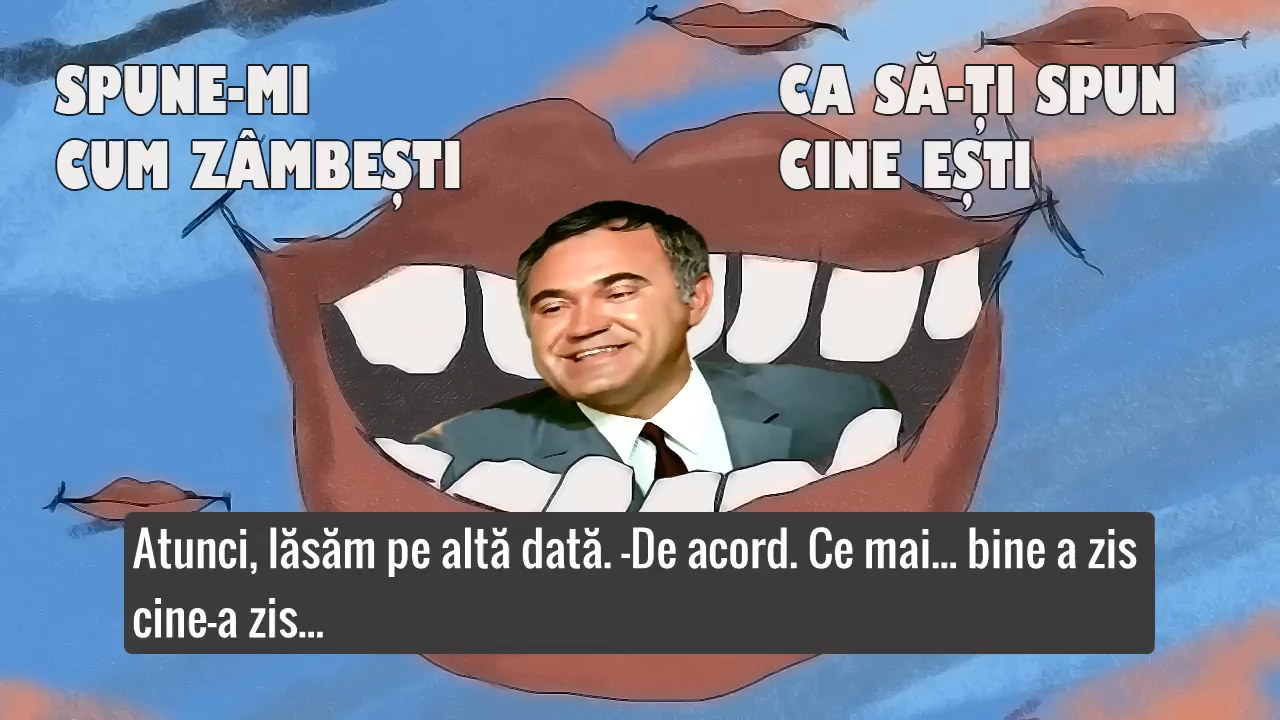 SPUNE-MI
CUM ZÂMBEȘTI
CA SĂ-ȚI SPUN
CINE EȘTI
Atunci, lăsăm pe altă dată. -De acord. Ce mai... bine a zis
cine-a zis...